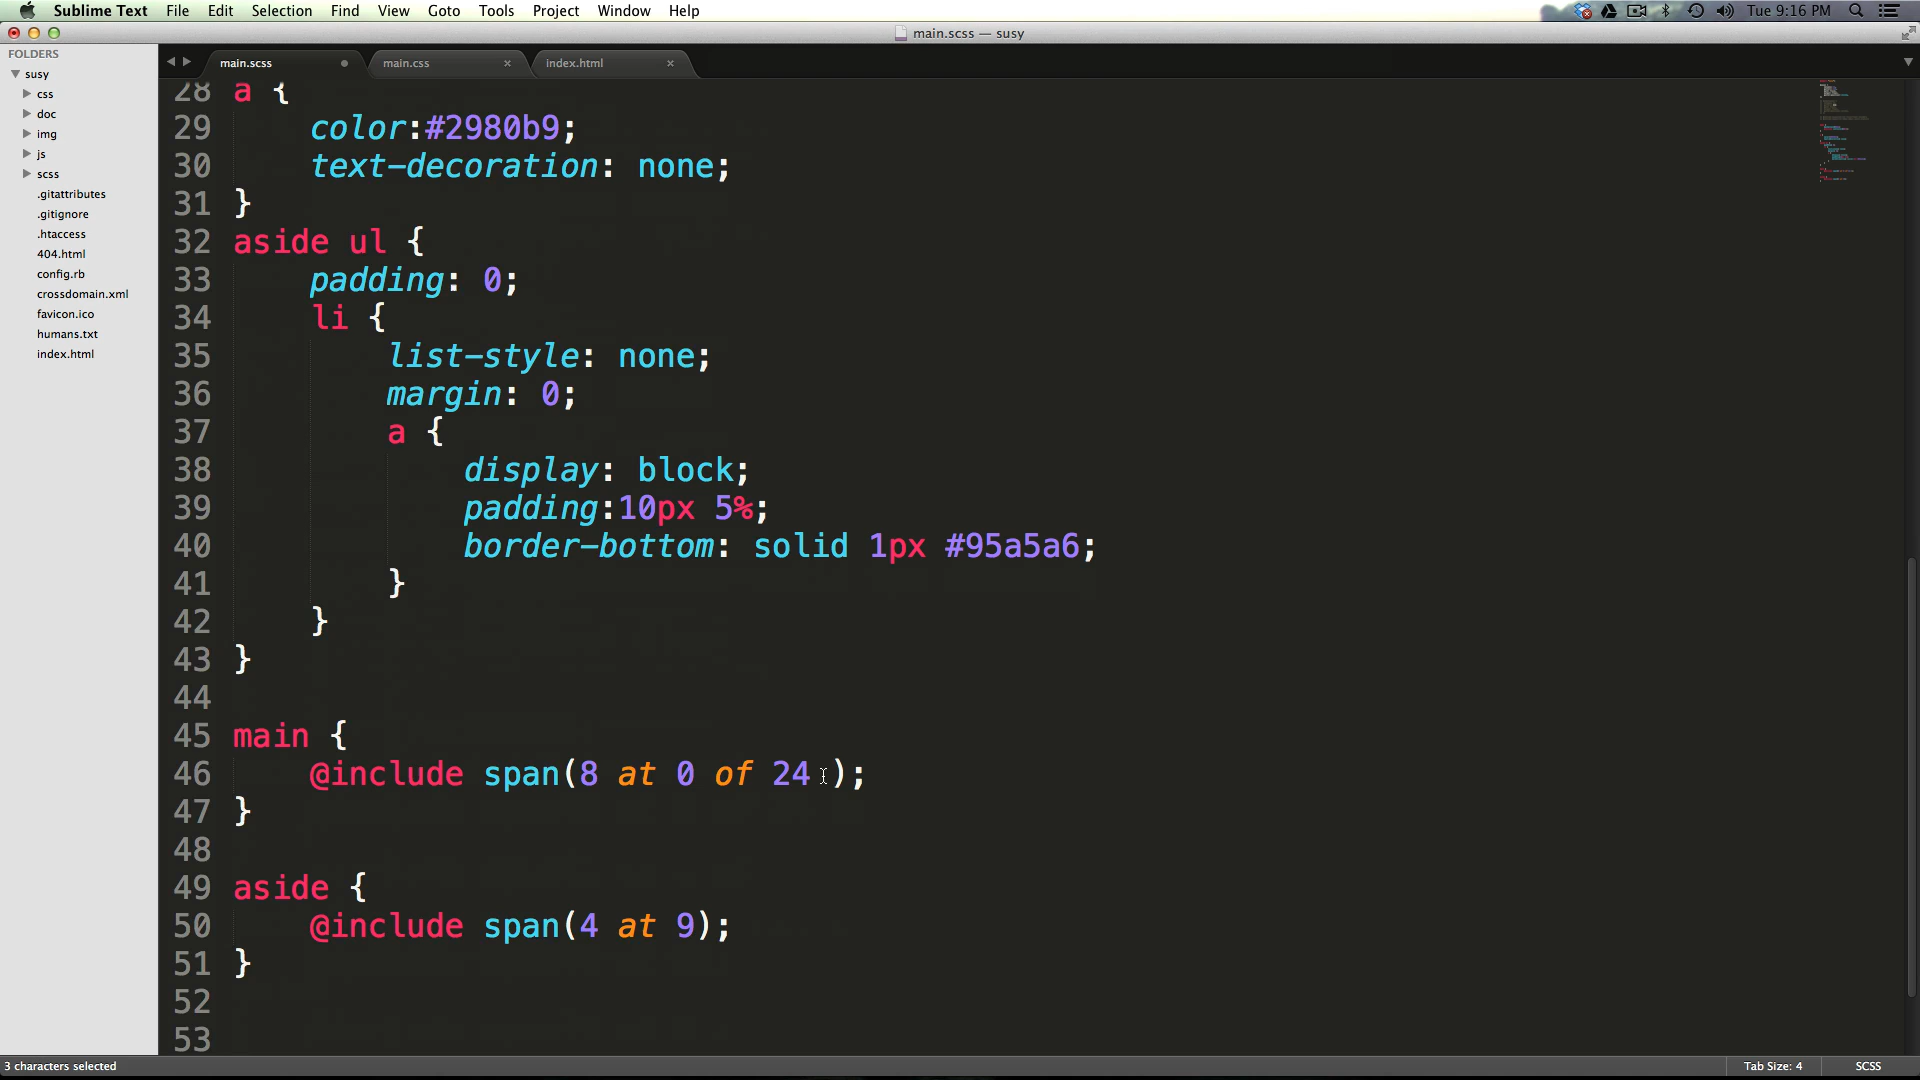 Sublime Text File Edit Selection Find View Goto Tools Project Window Help Tue 9:16 PM
main.scss — susy
FOLDERS
susy
css
doc
img
js
scss
.gitattributes
.gitignore
.htaccess
404.html
config.rb
crossdomain.xml
favicon.ico
humans.txt
index.html
main.scss main.css index.html
28 a {
29 color:#2980b9;
30 text-decoration: none;
31 }
32 aside ul {
33 padding: 0;
34 li {
35 list-style: none;
36 margin: 0;
37 a {
38 display: block;
39 padding:10px 5%;
40 border-bottom: solid 1px #95a5a6;
41 }
42 }
43 }
44
45 main {
46 @include span(8 at 0 of 24 );
47 }
48
49 aside {
50 @include span(4 at 9);
51 }
52
53
3 characters selected Tab Size: 4 SCSS